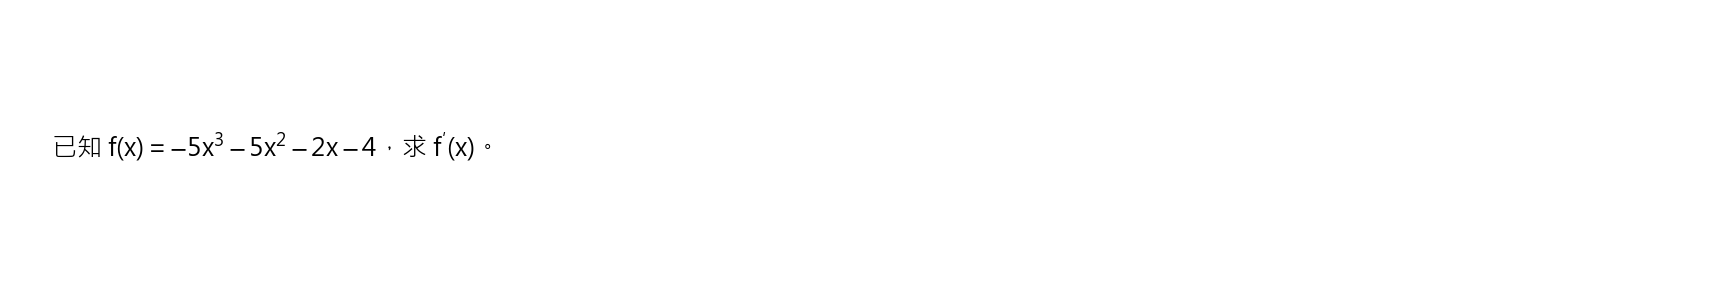 已知 f(x) = –5x³ – 5x² – 2x – 4，求 f′(x)。